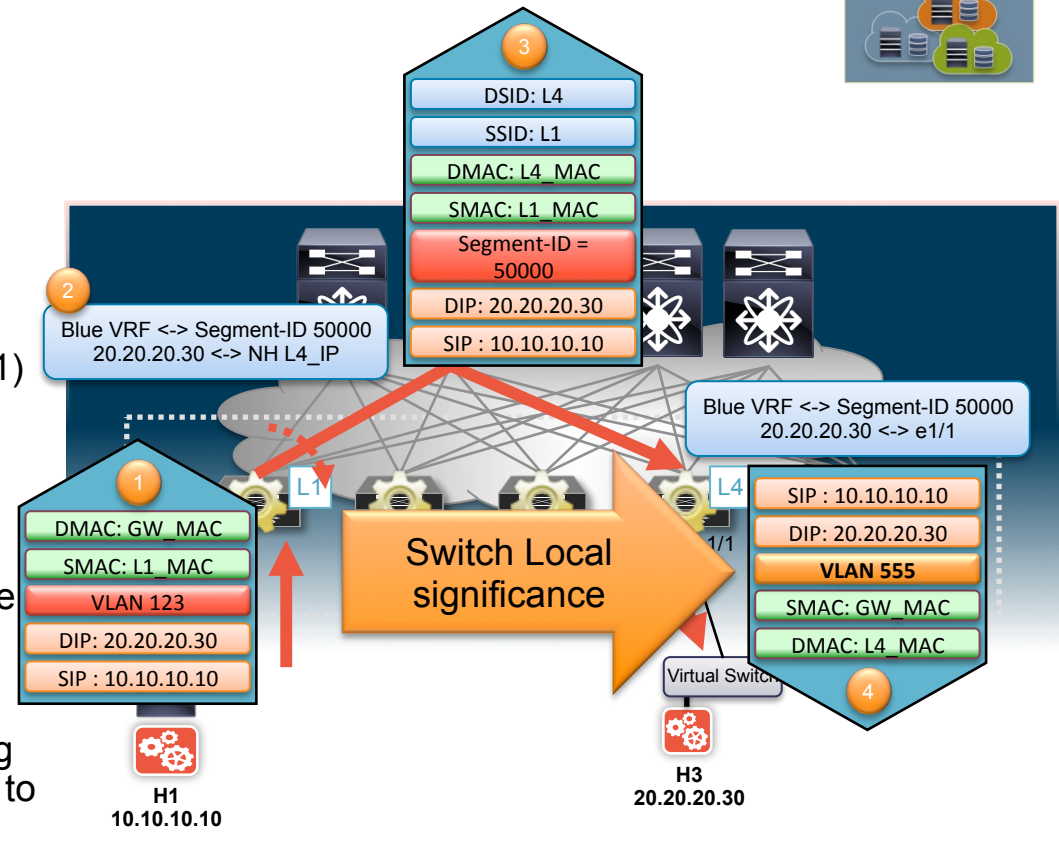 3
DSID: L4
SSID: L1
DMAC: L4_MAC
SMAC: L1_MAC
Segment-ID =
50000
DIP: 20.20.20.30
SIP : 10.10.10.10
2
Blue VRF <-> Segment-ID 50000
20.20.20.30 <-> NH L4_IP
1)
Blue VRF <-> Segment-ID 50000
20.20.20.30 <-> e1/1
1
DMAC: GW_MAC
SMAC: L1_MAC
VLAN 123
DIP: 20.20.20.30
SIP : 10.10.10.10
e
g
to
L1
Switch Local
significance
L4
1/1
SIP : 10.10.10.10
DIP: 20.20.20.30
VLAN 555
SMAC: GW_MAC
DMAC: L4_MAC
4
Virtual Switch
H1
10.10.10.10
H3
20.20.20.30